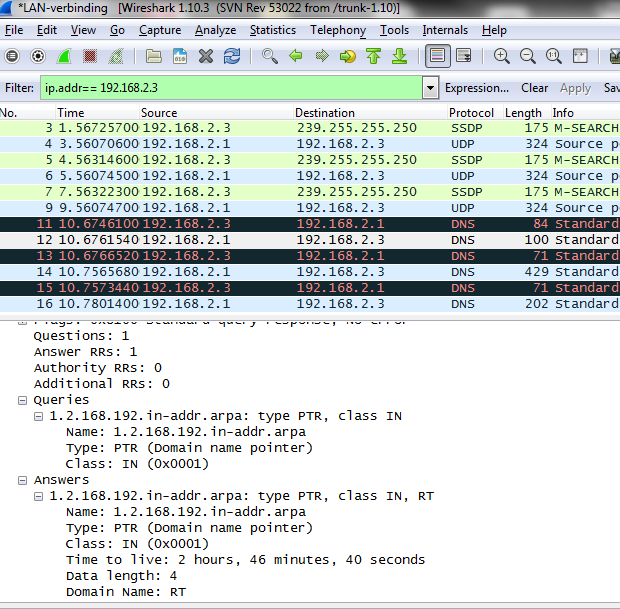 *LAN-verbinding [Wireshark 1.10.3 (SVN Rev 53022 from /trunk-1.10)]
File Edit View Go Capture Analyze Statistics Telephony Tools Internals Help
Filter: ip.addr== 192.168.2.3 Expression... Clear Apply Sav
No. Time Source Destination Protocol Length Info
3 1.56725700 192.168.2.3 239.255.255.250 SSDP 175 M-SEARCH
4 3.56070600 192.168.2.1 192.168.2.3 UDP 324 Source po
5 4.56314600 192.168.2.3 239.255.255.250 SSDP 175 M-SEARCH
6 5.56074500 192.168.2.1 192.168.2.3 UDP 324 Source po
7 7.56322300 192.168.2.3 239.255.255.250 SSDP 175 M-SEARCH
9 9.56074700 192.168.2.1 192.168.2.3 UDP 324 Source po
11 10.6746100 192.168.2.3 192.168.2.1 DNS 84 Standard
12 10.6761540 192.168.2.1 192.168.2.3 DNS 100 Standard
13 10.6766520 192.168.2.3 192.168.2.1 DNS 71 Standard
14 10.7565680 192.168.2.1 192.168.2.3 DNS 429 Standard
15 10.7573440 192.168.2.3 192.168.2.1 DNS 71 Standard
16 10.7801400 192.168.2.1 192.168.2.3 DNS 202 Standard
Flags: 0x8100 Standard query response, No error
Questions: 1
Answer RRs: 1
Authority RRs: 0
Additional RRs: 0
Queries
1.2.168.192.in-addr.arpa: type PTR, class IN
Name: 1.2.168.192.in-addr.arpa
Type: PTR (Domain name pointer)
Class: IN (0x0001)
Answers
1.2.168.192.in-addr.arpa: type PTR, class IN, RT
Name: 1.2.168.192.in-addr.arpa
Type: PTR (Domain name pointer)
Class: IN (0x0001)
Time to live: 2 hours, 46 minutes, 40 seconds
Data length: 4
Domain Name: RT